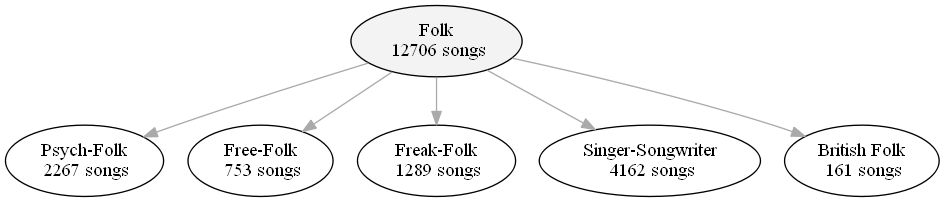 Folk
12706 songs
Psych-Folk
2267 songs
Free-Folk
753 songs
Freak-Folk
1289 songs
Singer-Songwriter
4162 songs
British Folk
161 songs